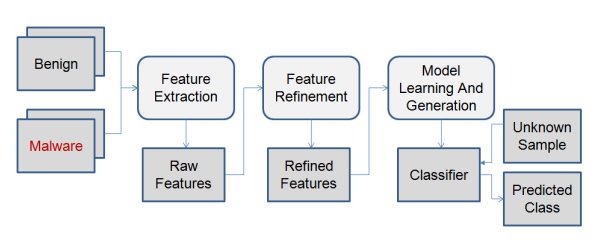 Benign
Malware
Feature
Extraction
Raw
Features
Feature
Refinement
Refined
Features
Model
Learning And
Generation
Classifier
Unknown
Sample
Predicted
Class